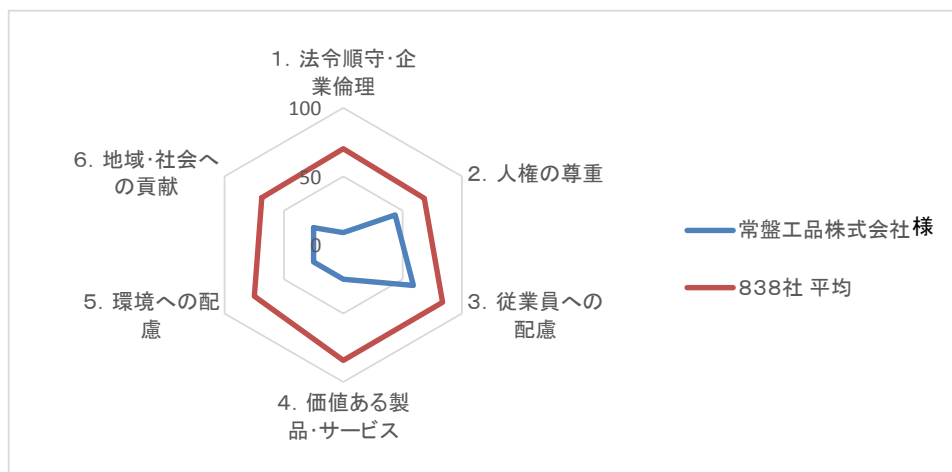 1. 法令順守・企
業倫理
100
50
0
2. 人権の尊重
3. 従業員への
配慮
4. 価値ある製
品・サービス
5. 環境への配
慮
6. 地域・社会へ
の貢献
常盤工品株式会社様
838社 平均